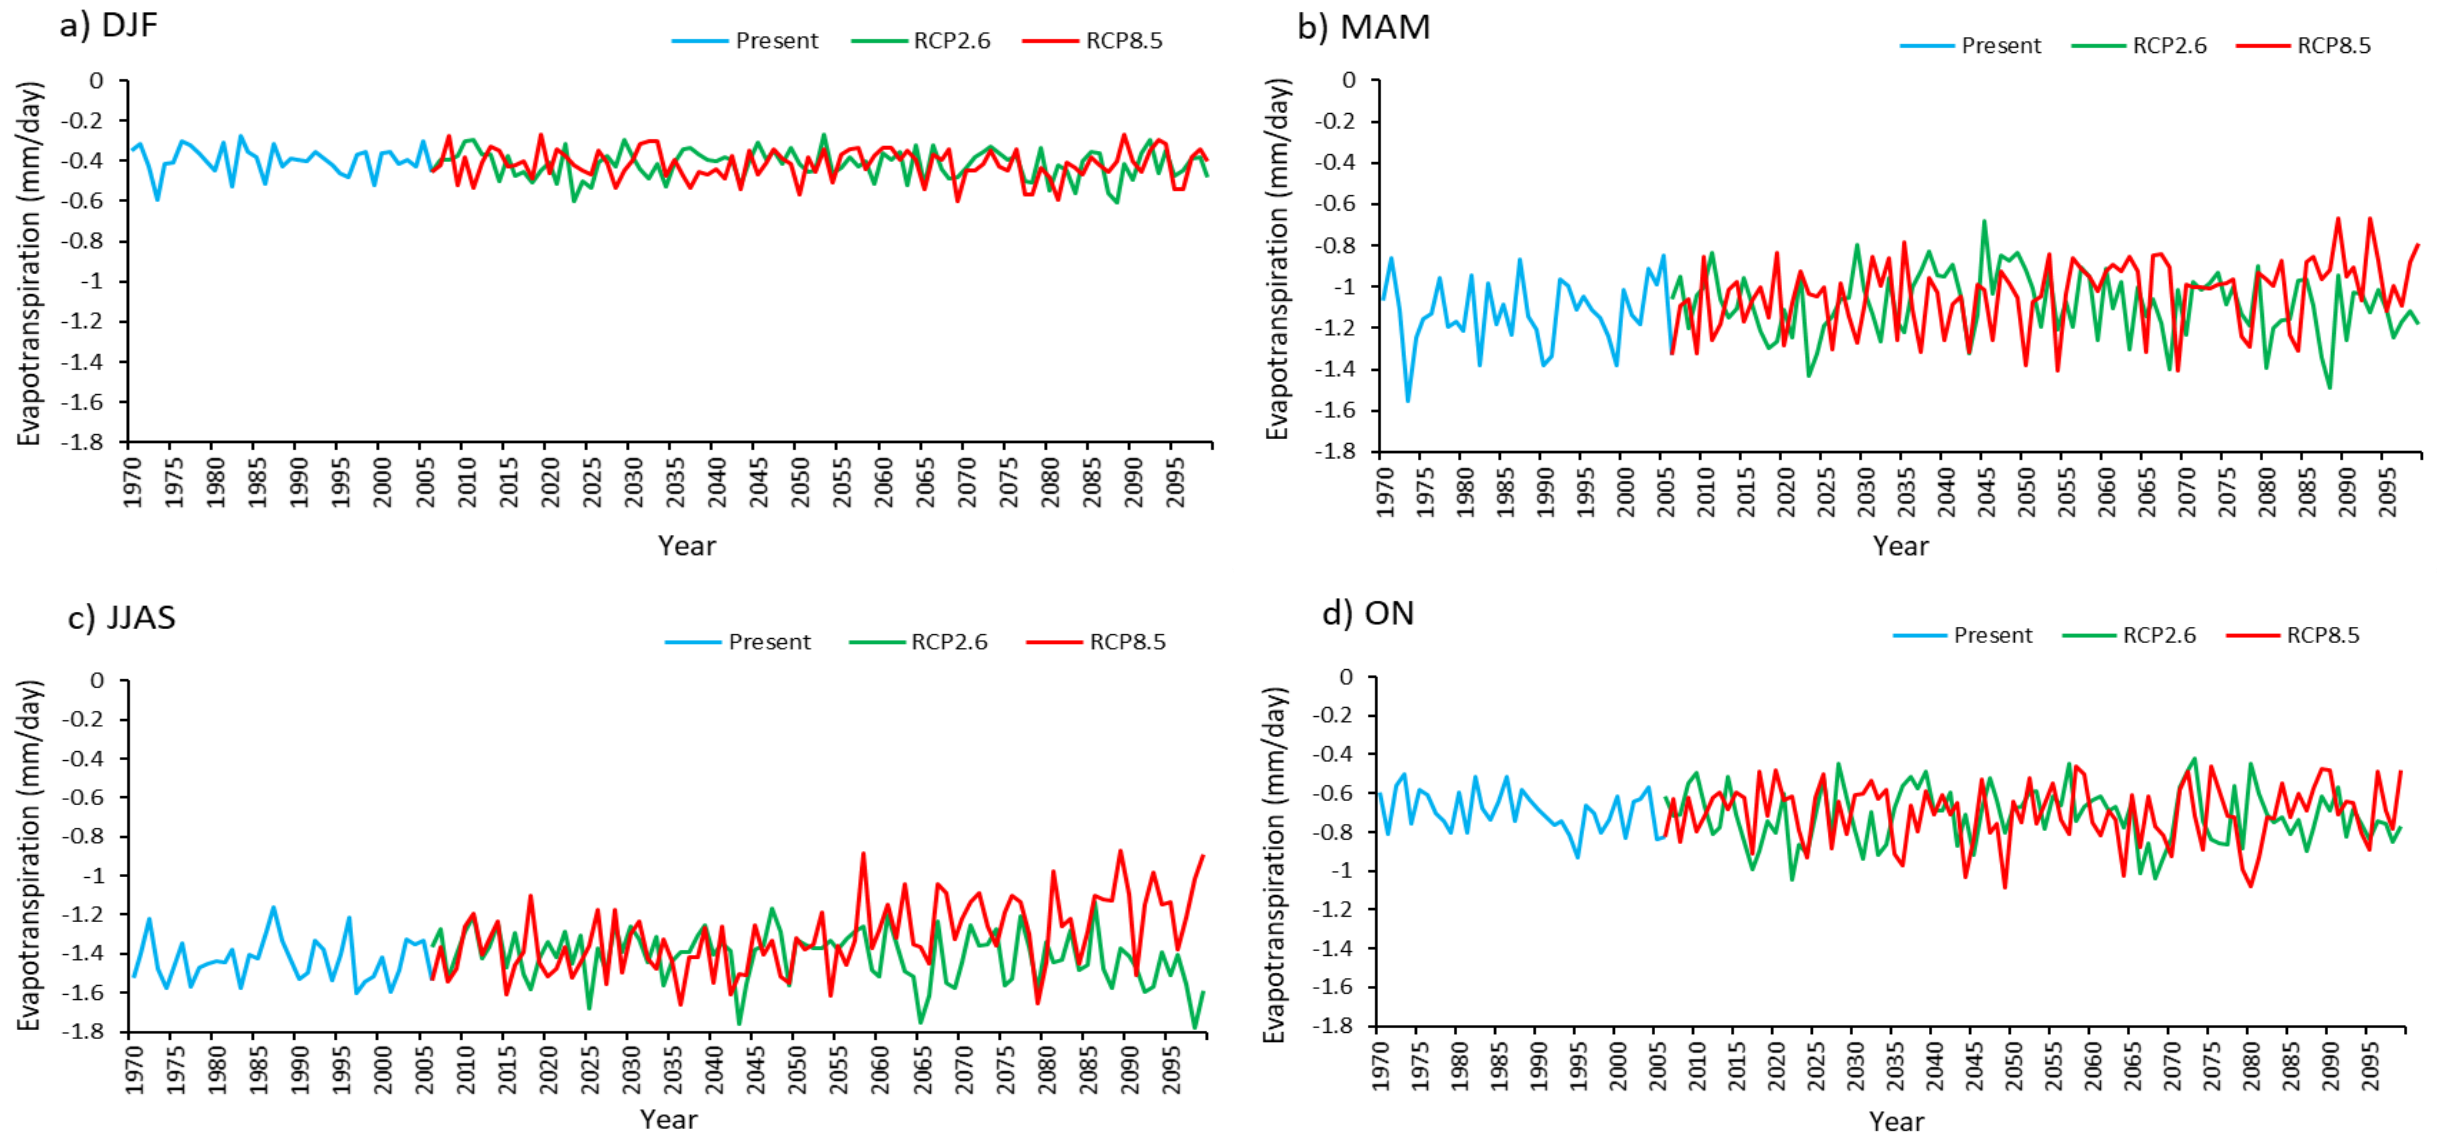 a) DJF
Present RCP2.6 RCP8.5
Evapotranspiration (mm/day)
0
-0.2
-0.4
-0.6
-0.8
-1
-1.2
-1.4
-1.6
-1.8
1970 1975 1980 1985 1990 1995 2000 2005 2010 2015 2020 2025 2030 2035 2040 2045 2050 2055 2060 2065 2070 2075 2080 2085 2090 2095
Year
b) MAM
Present RCP2.6 RCP8.5
Evapotranspiration (mm/day)
0
-0.2
-0.4
-0.6
-0.8
-1
-1.2
-1.4
-1.6
-1.8
1970 1975 1980 1985 1990 1995 2000 2005 2010 2015 2020 2025 2030 2035 2040 2045 2050 2055 2060 2065 2070 2075 2080 2085 2090 2095
Year
c) JJAS
Present RCP2.6 RCP8.5
Evapotranspiration (mm/day)
0
-0.2
-0.4
-0.6
-0.8
-1
-1.2
-1.4
-1.6
-1.8
1970 1975 1980 1985 1990 1995 2000 2005 2010 2015 2020 2025 2030 2035 2040 2045 2050 2055 2060 2065 2070 2075 2080 2085 2090 2095
Year
d) ON
Present RCP2.6 RCP8.5
Evapotranspiration (mm/day)
0
-0.2
-0.4
-0.6
-0.8
-1
-1.2
-1.4
-1.6
-1.8
1970 1975 1980 1985 1990 1995 2000 2005 2010 2015 2020 2025 2030 2035 2040 2045 2050 2055 2060 2065 2070 2075 2080 2085 2090 2095
Year